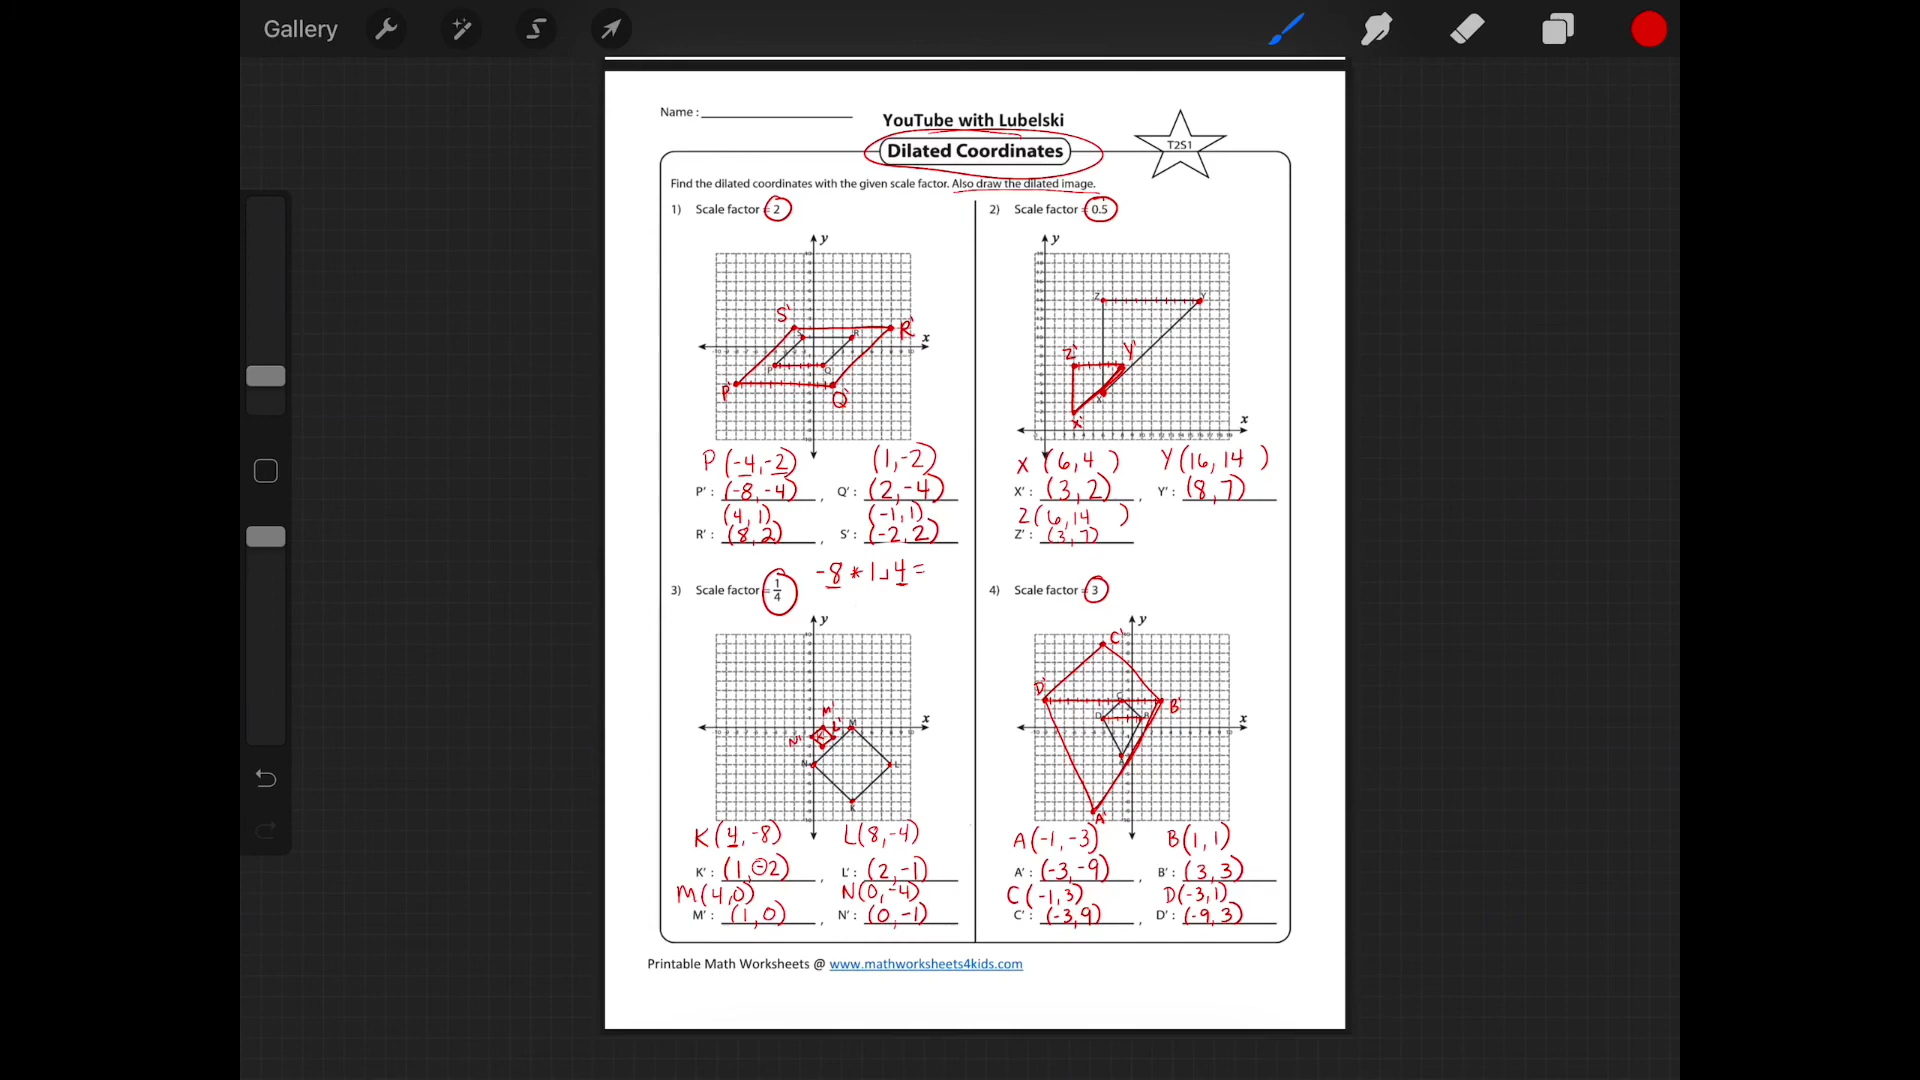 Gallery
Name :
YouTube with Lubelski
Dilated Coordinates
T2S1
Find the dilated coordinates with the given scale factor. Also draw the dilated image.
1) Scale factor = 2
y
x
S'
R'
S
R
P
Q
P'
Q'
P (-4,-2) (1,-2)
P' : (-8,-4) , Q' : (2,-4)
(4,1) (-1,1)
R' : (8,2) , S' : (-2,2)
2) Scale factor = 0.5
y
x
Z
Y
Z'
Y'
X
X'
X (6,4) Y(16,14)
X' : (3,2) , Y' : (8,7)
Z(6,14)
Z' : (3,7)
-8 * 1 ÷ 4 =
3) Scale factor = 1/4
y
x
M'
N'
K'
L'
M
N
L
K
K(4,-8) L(8,-4)
K' : (1,-2) , L' : (2,-1)
M(4,0) N(0,-4)
M' : (1,0) , N' : (0,-1)
4) Scale factor = 3
y
x
C'
D'
B'
C
D
B
A
A'
A(-1,-3) B(1,1)
A' : (-3,-9) , B' : (3,3)
C(-1,3) D(-3,1)
C' : (-3,9) , D' : (-9,3)
Printable Math Worksheets @ www.mathworksheets4kids.com